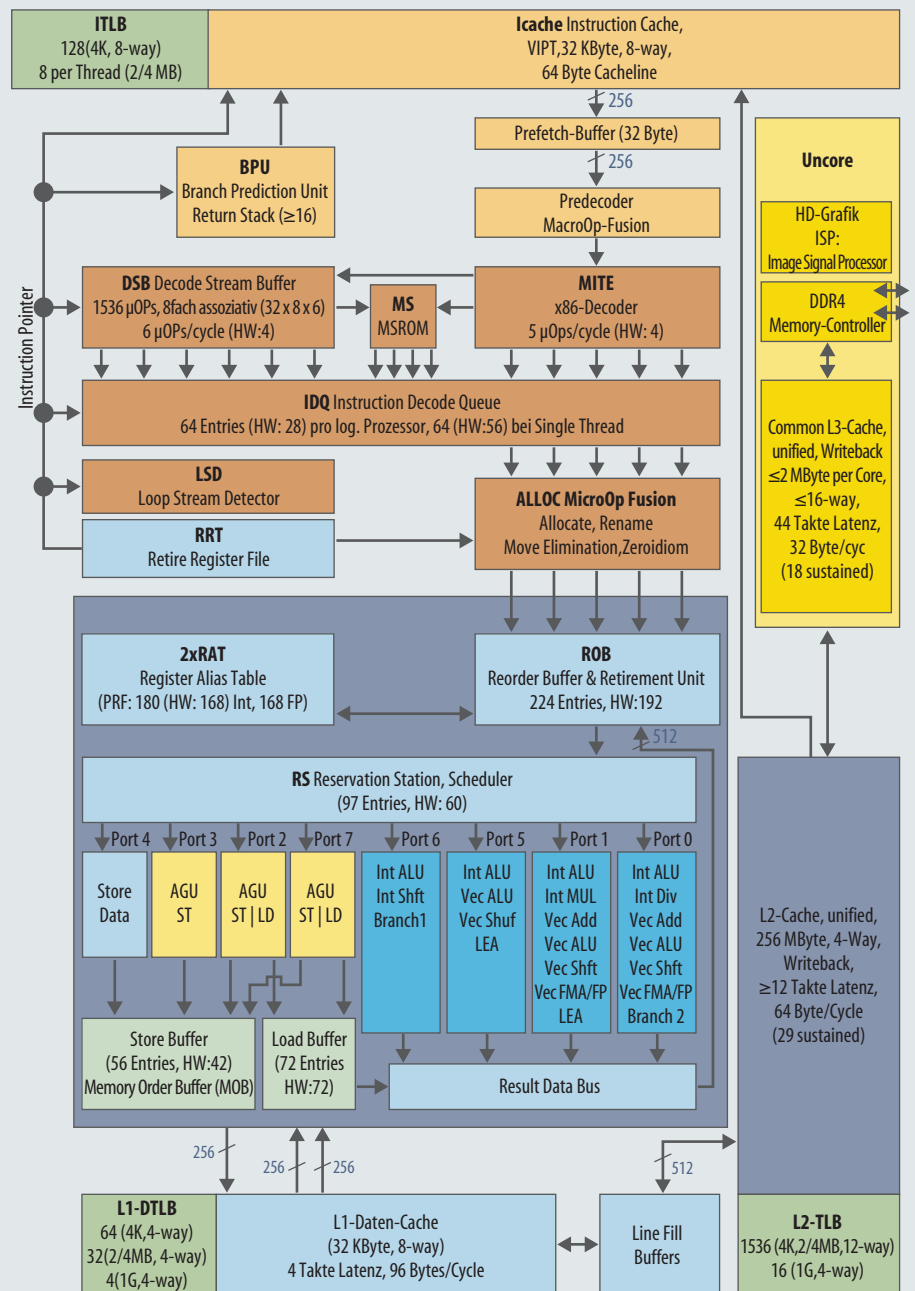 ITLB
128(4K, 8-way)
8 per Thread (2/4 MB)
Icache Instruction Cache,
VIPT,32 KByte, 8-way,
64 Byte Cacheline
256
Prefetch-Buffer (32 Byte)
256
BPU
Branch Prediction Unit
Return Stack (≥16)
Predecoder
MacroOp-Fusion
Uncore
HD-Grafik
ISP:
Image Signal Processor
DDR4
Memory-Controller
Common L3-Cache,
unified, Writeback
≤2 MByte per Core,
≤16-way,
44 Takte Latenz,
32 Byte/cyc
(18 sustained)
Instruction Pointer
DSB Decode Stream Buffer
1536 µOPs, 8fach assoziativ (32 x 8 x 6)
6 µOPs/cycle (HW:4)
MS
MSROM
MITE
x86-Decoder
5 µOps/cycle (HW: 4)
IDQ Instruction Decode Queue
64 Entries (HW: 28) pro log. Prozessor, 64 (HW:56) bei Single Thread
LSD
Loop Stream Detector
RRT
Retire Register File
ALLOC MicroOp Fusion
Allocate, Rename
Move Elimination,Zeroidiom
2xRAT
Register Alias Table
(PRF: 180 (HW: 168) Int, 168 FP)
ROB
Reorder Buffer & Retirement Unit
224 Entries, HW:192
512
RS Reservation Station, Scheduler
(97 Entries, HW: 60)
Port 4
Port 3
Port 2
Port 7
Port 6
Port 5
Port 1
Port 0
Store
Data
AGU
ST
AGU
ST | LD
AGU
ST | LD
Int ALU
Int Shft
Branch1
Int ALU
Vec ALU
Vec Shuf
LEA
Int ALU
Int MUL
Vec Add
Vec ALU
Vec Shft
Vec FMA/FP
LEA
Int ALU
Int Div
Vec Add
Vec ALU
Vec Shft
Vec FMA/FP
Branch 2
Store Buffer
(56 Entries, HW:42)
Memory Order Buffer (MOB)
Load Buffer
(72 Entries
HW:72)
Result Data Bus
L2-Cache, unified,
256 MByte, 4-Way,
Writeback,
≥12 Takte Latenz,
64 Byte/Cycle
(29 sustained)
256
256
256
512
L1-DTLB
64 (4K,4-way)
32(2/4MB, 4-way)
4(1G,4-way)
L1-Daten-Cache
(32 KByte, 8-way)
4 Takte Latenz, 96 Bytes/Cycle
Line Fill
Buffers
L2-TLB
1536 (4K,2/4MB,12-way)
16 (1G,4-way)